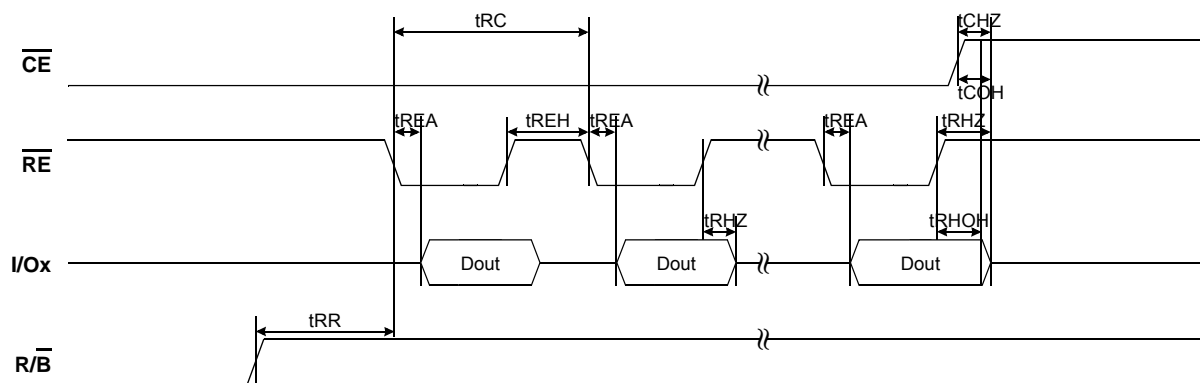 tRC
tCHZ
CE
tCOH
tREA
tREH
tREA
tREA
tRHZ
RE
tRHZ
tRHOH
I/Ox
Dout
Dout
Dout
tRR
R/B